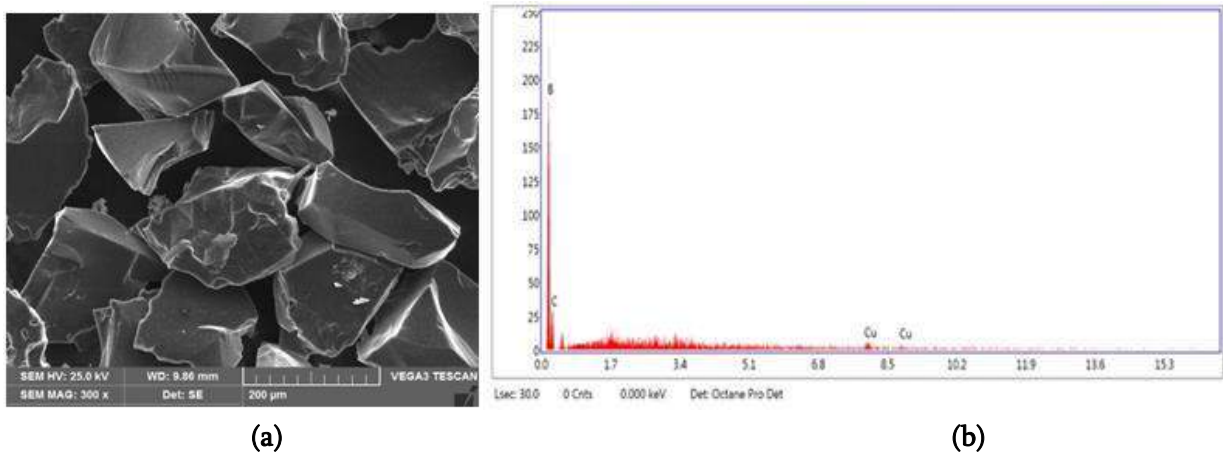 SEM HV: 25.0 kV WD: 9.86 mm VEGA3 TESCAN
SEM MAG: 300 x Det: SE 200 µm
(a)
225
200
175
150
125
100
75
50
25
0
B
C
Cu Cu
0.0 1.7 3.4 5.1 6.8 8.5 10.2 11.9 13.6 15.3
Lsec: 30.0 0 Cnts 0.000 keV Det: Octane Pro Det
(b)